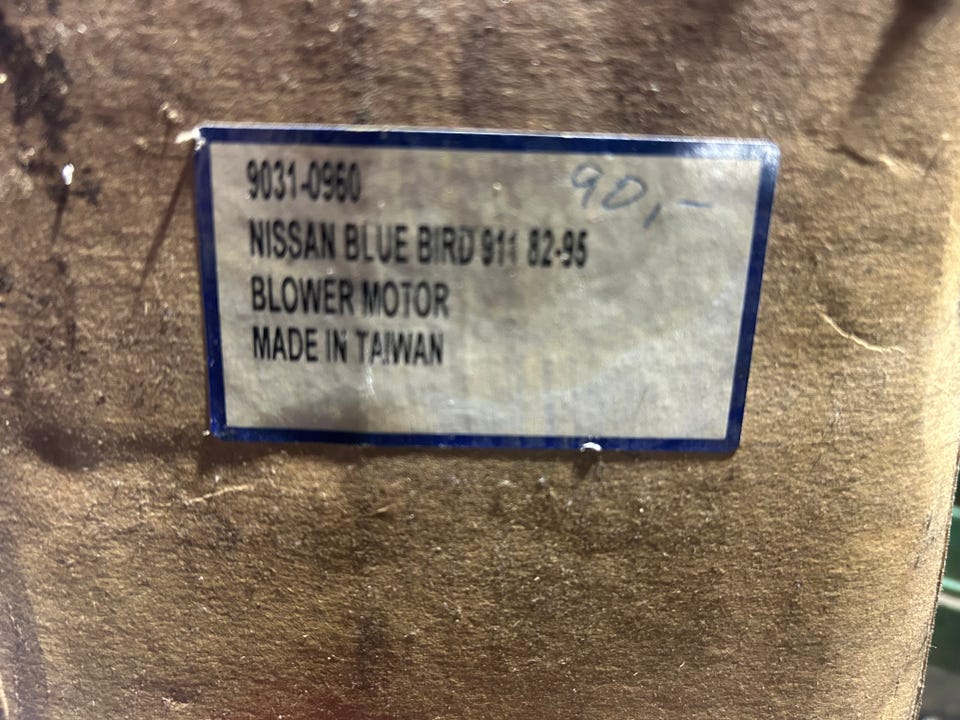 9031-0960
90,-
NISSAN BLUE BIRD 911 82-95
BLOWER MOTOR
MADE IN TAIWAN